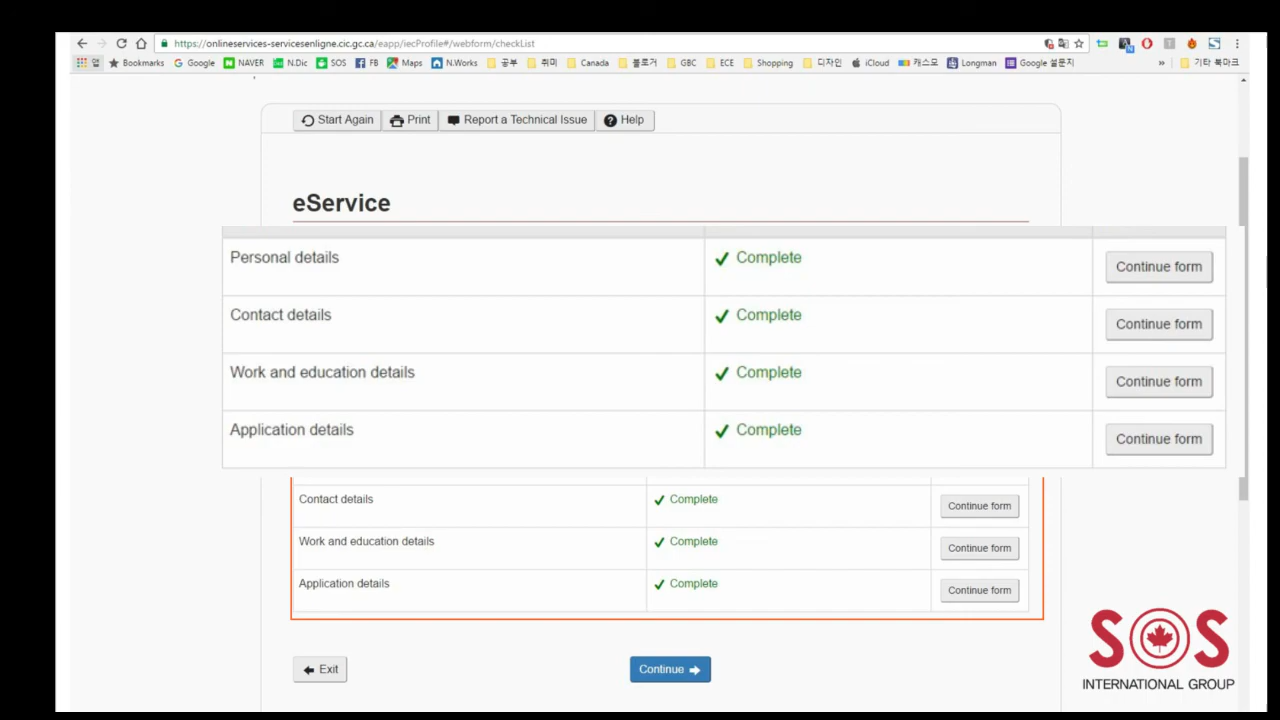 https://onlineservices-servicesenligne.cic.gc.ca/eapp/iecProfile#/webform/checkList
앱 Bookmarks Google NAVER N.Dic SOS FB Maps N.Works 공부 취미 Canada 블로거 GBC ECE Shopping 디자인 iCloud 캐스모 Longman Google 설문지 » 기타 북마크
Start Again Print Report a Technical Issue Help
eService
Personal details Complete Continue form
Contact details Complete Continue form
Work and education details Complete Continue form
Application details Complete Continue form
Contact details Complete Continue form
Work and education details Complete Continue form
Application details Complete Continue form
Exit Continue
SOS
INTERNATIONAL GROUP